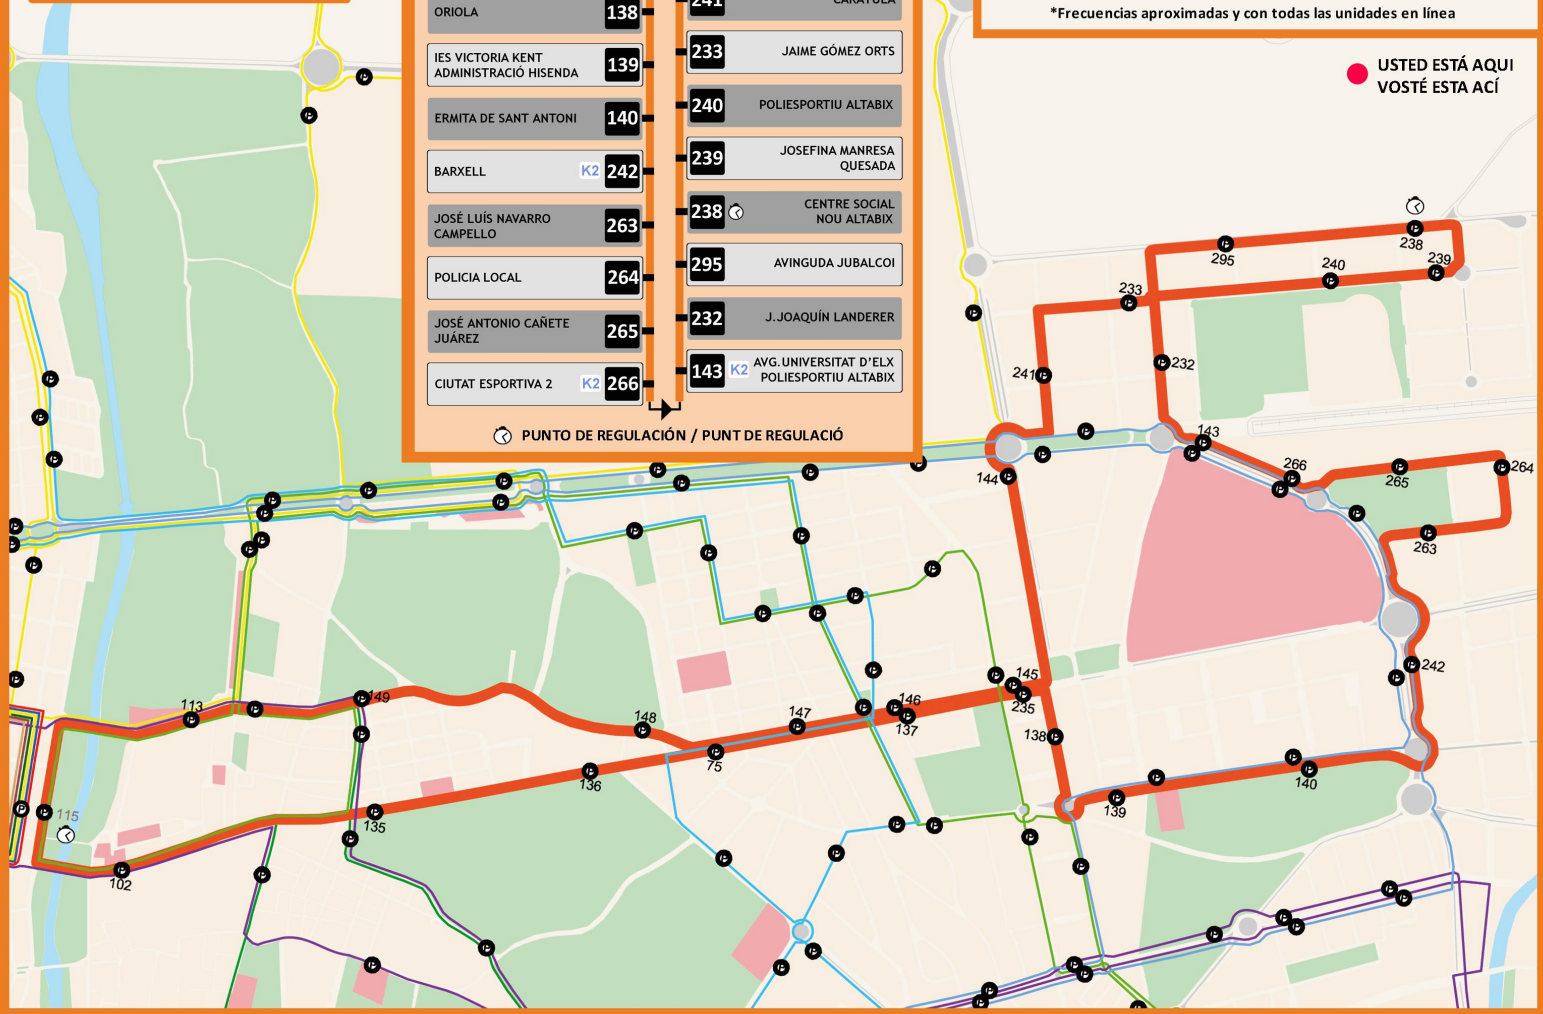 *Frecuencias aproximadas y con todas las unidades en línea
USTED ESTÁ AQUI
VOSTÉ ESTA ACÍ
ORIOLA 138
IES VICTORIA KENT
ADMINISTRACIÓ HISENDA 139
ERMITA DE SANT ANTONI 140
BARXELL K2 242
JOSÉ LUÍS NAVARRO
CAMPELLO 263
POLICIA LOCAL 264
JOSÉ ANTONIO CAÑETE
JUÁREZ 265
CIUTAT ESPORTIVA 2 K2 266
241 CARÀTULA
233 JAIME GÓMEZ ORTS
240 POLIESPORTIU ALTABIX
239 JOSEFINA MANRESA
QUESADA
238 CENTRE SOCIAL
NOU ALTABIX
295 AVINGUDA JUBALCOI
232 J.JOAQUÍN LANDERER
143 K2 AVG.UNIVERSITAT D'ELX
POLIESPORTIU ALTABIX
PUNTO DE REGULACIÓN / PUNT DE REGULACIÓ
295
238
239
240
233
241
232
143
266
265
264
144
263
242
145
235
138
146
137
147
148
75
149
113
136
135
140
139
115
102